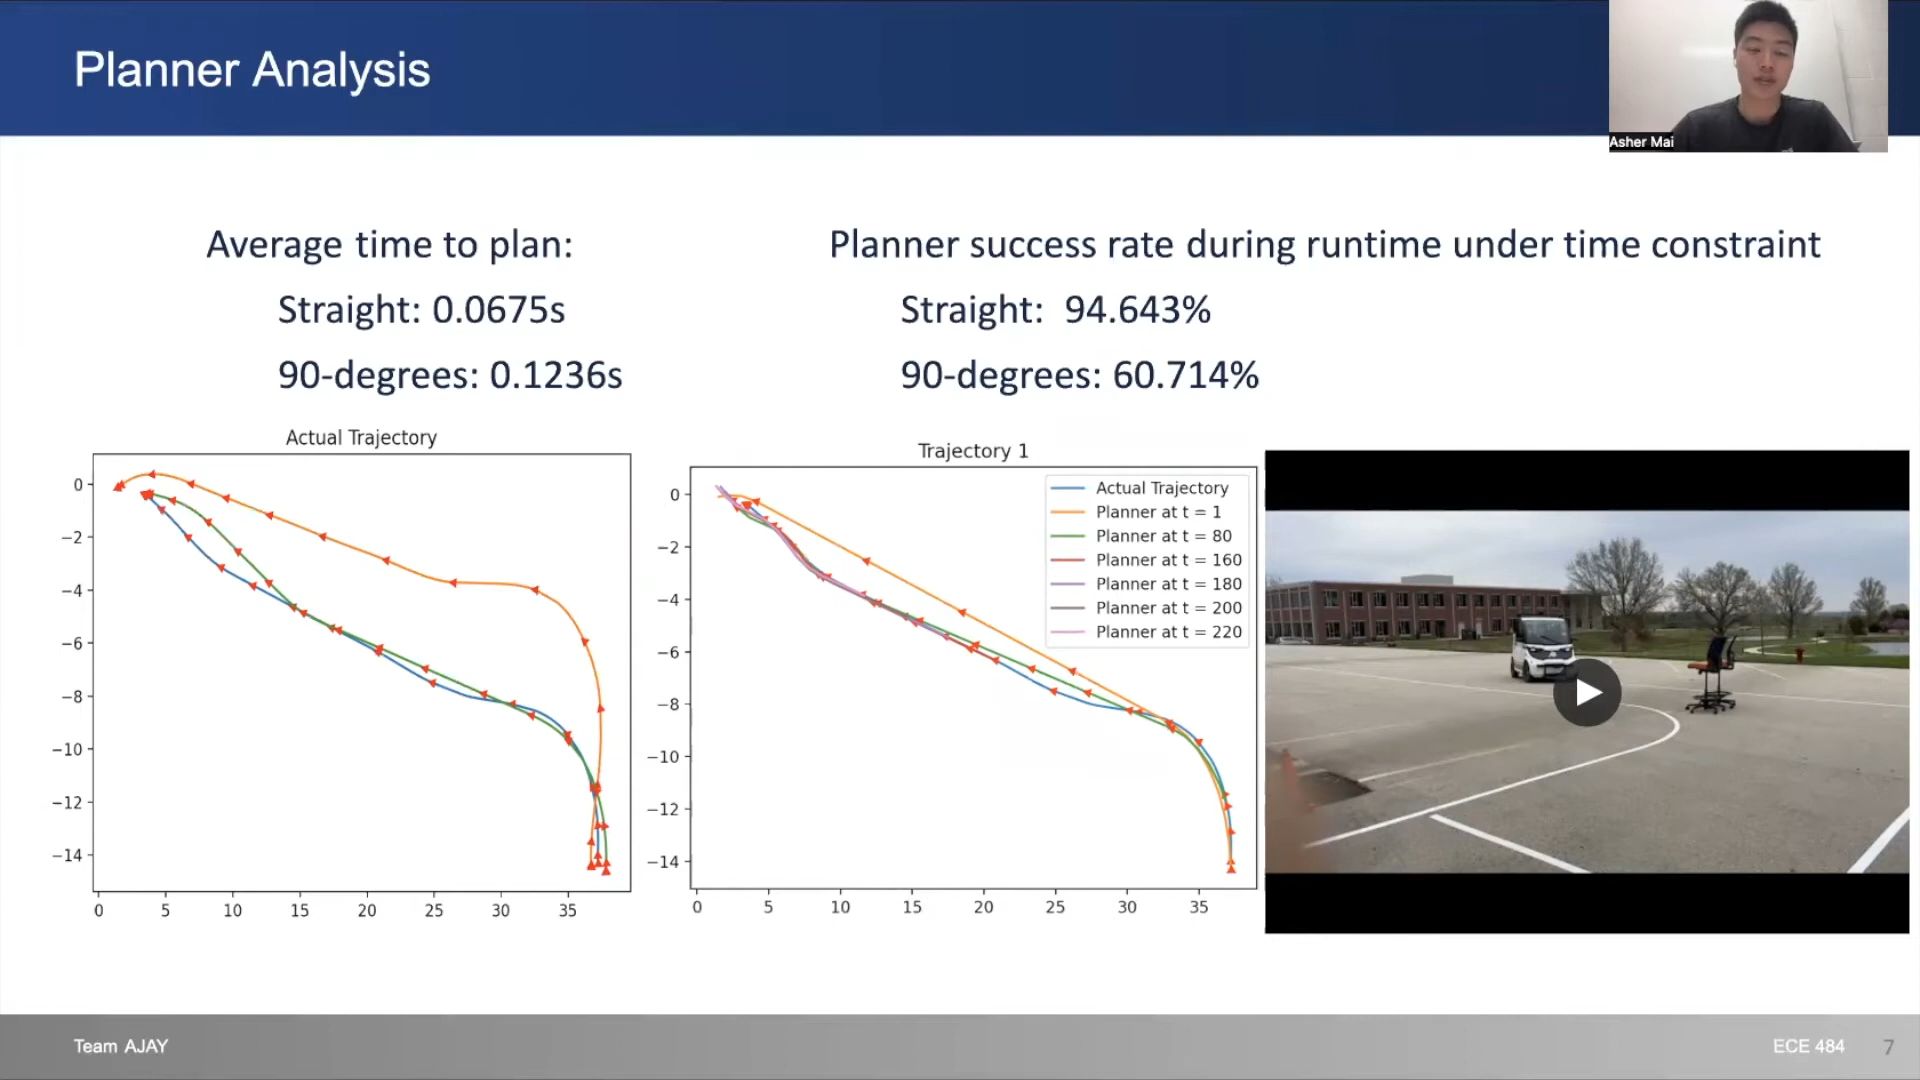 Planner Analysis
Asher Mai
Average time to plan:
Straight: 0.0675s
90-degrees: 0.1236s
Planner success rate during runtime under time constraint
Straight: 94.643%
90-degrees: 60.714%
Actual Trajectory
0
−2
−4
−6
−8
−10
−12
−14
0 5 10 15 20 25 30 35
Trajectory 1
Actual Trajectory
Planner at t = 1
Planner at t = 80
Planner at t = 160
Planner at t = 180
Planner at t = 200
Planner at t = 220
0
−2
−4
−6
−8
−10
−12
−14
0 5 10 15 20 25 30 35
Team AJAY
ECE 484 7